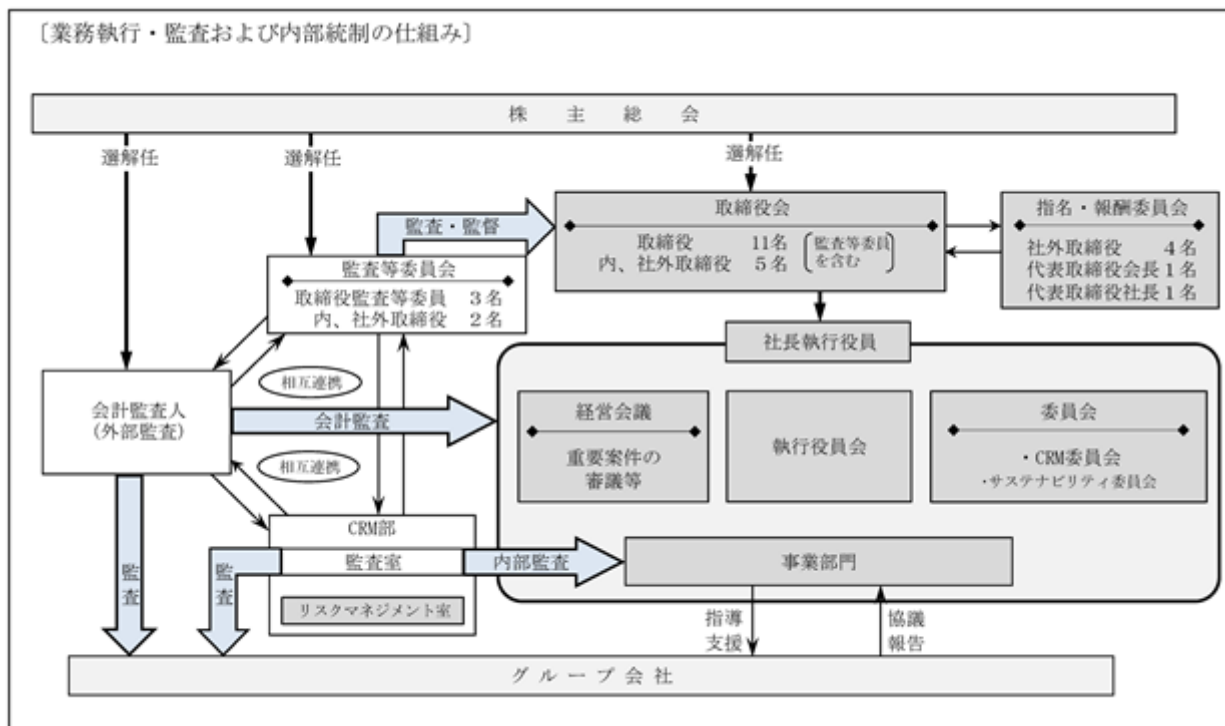 〔業務執行・監査および内部統制の仕組み〕
株主総会
選解任
選解任
選解任
監査・監督
取締役会
取締役 11名
内、社外取締役 5名
監査等委員
を含む
指名・報酬委員会
社外取締役 4名
代表取締役会長1名
代表取締役社長1名
監査等委員会
取締役監査等委員 3名
内、社外取締役 2名
社長執行役員
相互連携
会計監査人
(外部監査)
会計監査
経営会議
重要案件の
審議等
執行役員会
委員会
・CRM委員会
・サステナビリティ委員会
相互連携
CRM部
監査室
リスクマネジメント室
内部監査
事業部門
監査
監査
指導
支援
協議
報告
グループ会社